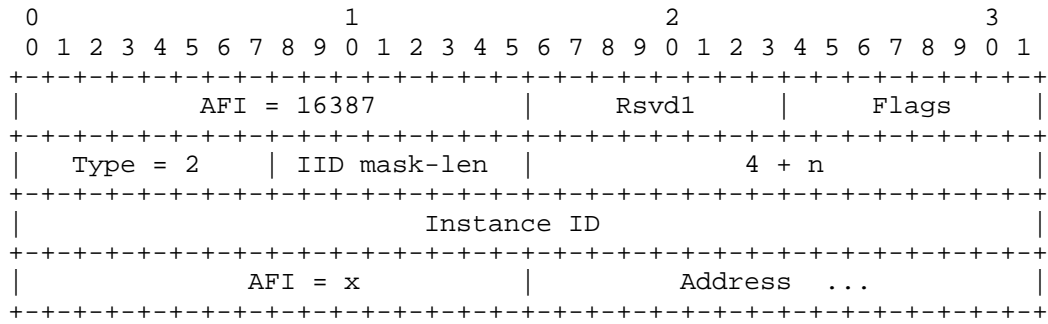 0                   1                   2                   3
 0 1 2 3 4 5 6 7 8 9 0 1 2 3 4 5 6 7 8 9 0 1 2 3 4 5 6 7 8 9 0 1
+-+-+-+-+-+-+-+-+-+-+-+-+-+-+-+-+-+-+-+-+-+-+-+-+-+-+-+-+-+-+-+-+
|           AFI = 16387         |     Rsvd1     |     Flags     |
+-+-+-+-+-+-+-+-+-+-+-+-+-+-+-+-+-+-+-+-+-+-+-+-+-+-+-+-+-+-+-+-+
|   Type = 2    | IID mask-len  |             4 + n             |
+-+-+-+-+-+-+-+-+-+-+-+-+-+-+-+-+-+-+-+-+-+-+-+-+-+-+-+-+-+-+-+-+
|                         Instance ID                           |
+-+-+-+-+-+-+-+-+-+-+-+-+-+-+-+-+-+-+-+-+-+-+-+-+-+-+-+-+-+-+-+-+
|              AFI = x          |         Address  ...          |
+-+-+-+-+-+-+-+-+-+-+-+-+-+-+-+-+-+-+-+-+-+-+-+-+-+-+-+-+-+-+-+-+